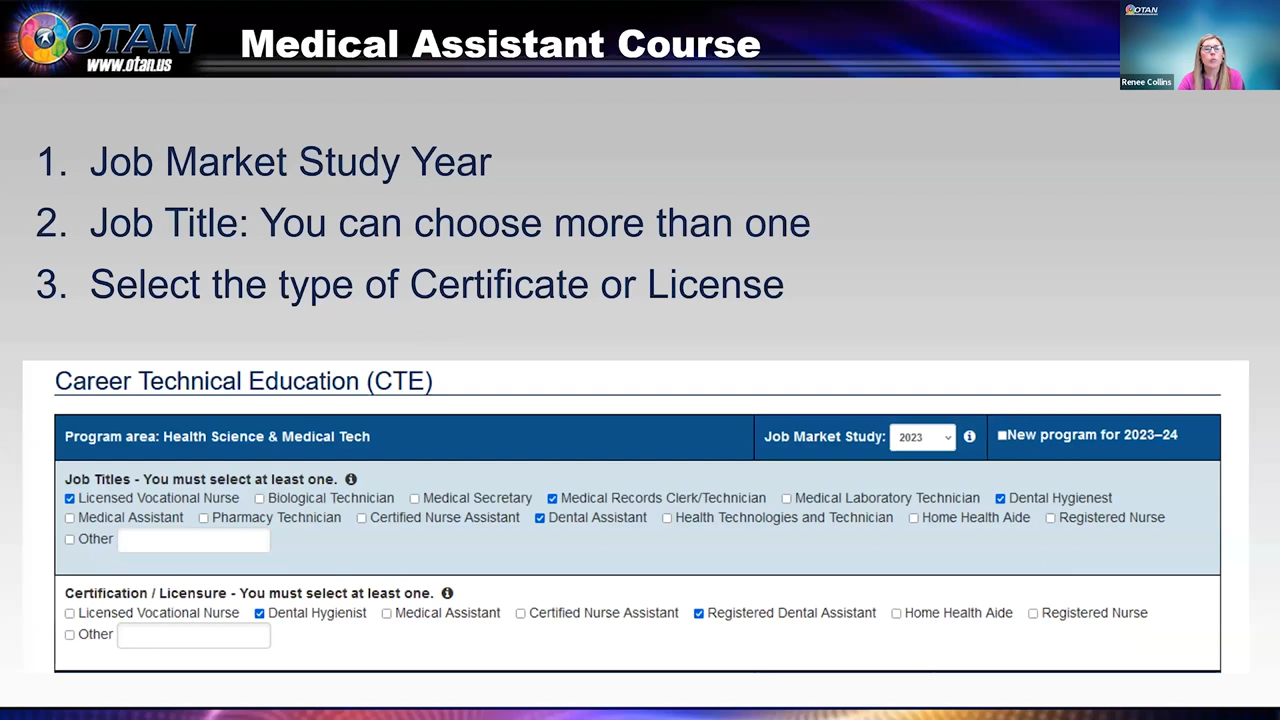 OTAN
www.otan.us
Medical Assistant Course
OTAN
Renee Collins
1. Job Market Study Year
2. Job Title: You can choose more than one
3. Select the type of Certificate or License
Career Technical Education (CTE)
Program area: Health Science & Medical Tech
Job Market Study: 2023
New program for 2023–24
Job Titles - You must select at least one.
Licensed Vocational Nurse Biological Technician Medical Secretary Medical Records Clerk/Technician Medical Laboratory Technician Dental Hygienest
Medical Assistant Pharmacy Technician Certified Nurse Assistant Dental Assistant Health Technologies and Technician Home Health Aide Registered Nurse
Other
Certification / Licensure - You must select at least one.
Licensed Vocational Nurse Dental Hygienist Medical Assistant Certified Nurse Assistant Registered Dental Assistant Home Health Aide Registered Nurse
Other